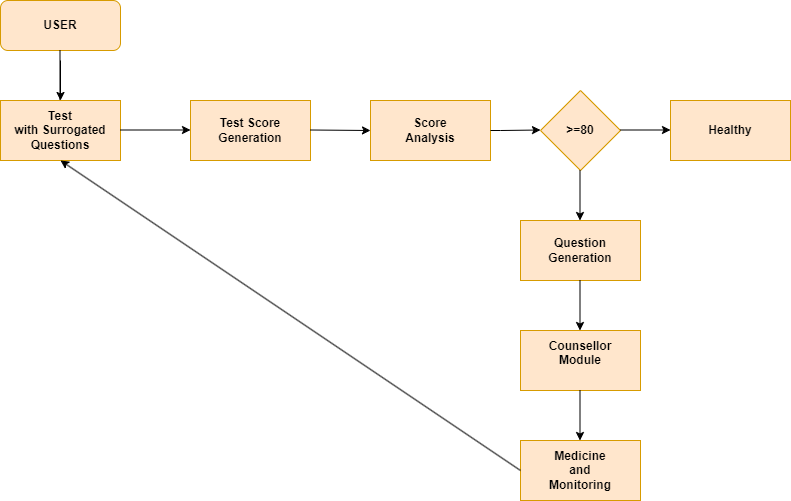 USER
Test
with Surrogated
Questions
Test Score
Generation
Score
Analysis
>=80
Healthy
Question
Generation
Counsellor
Module
Medicine
and
Monitoring